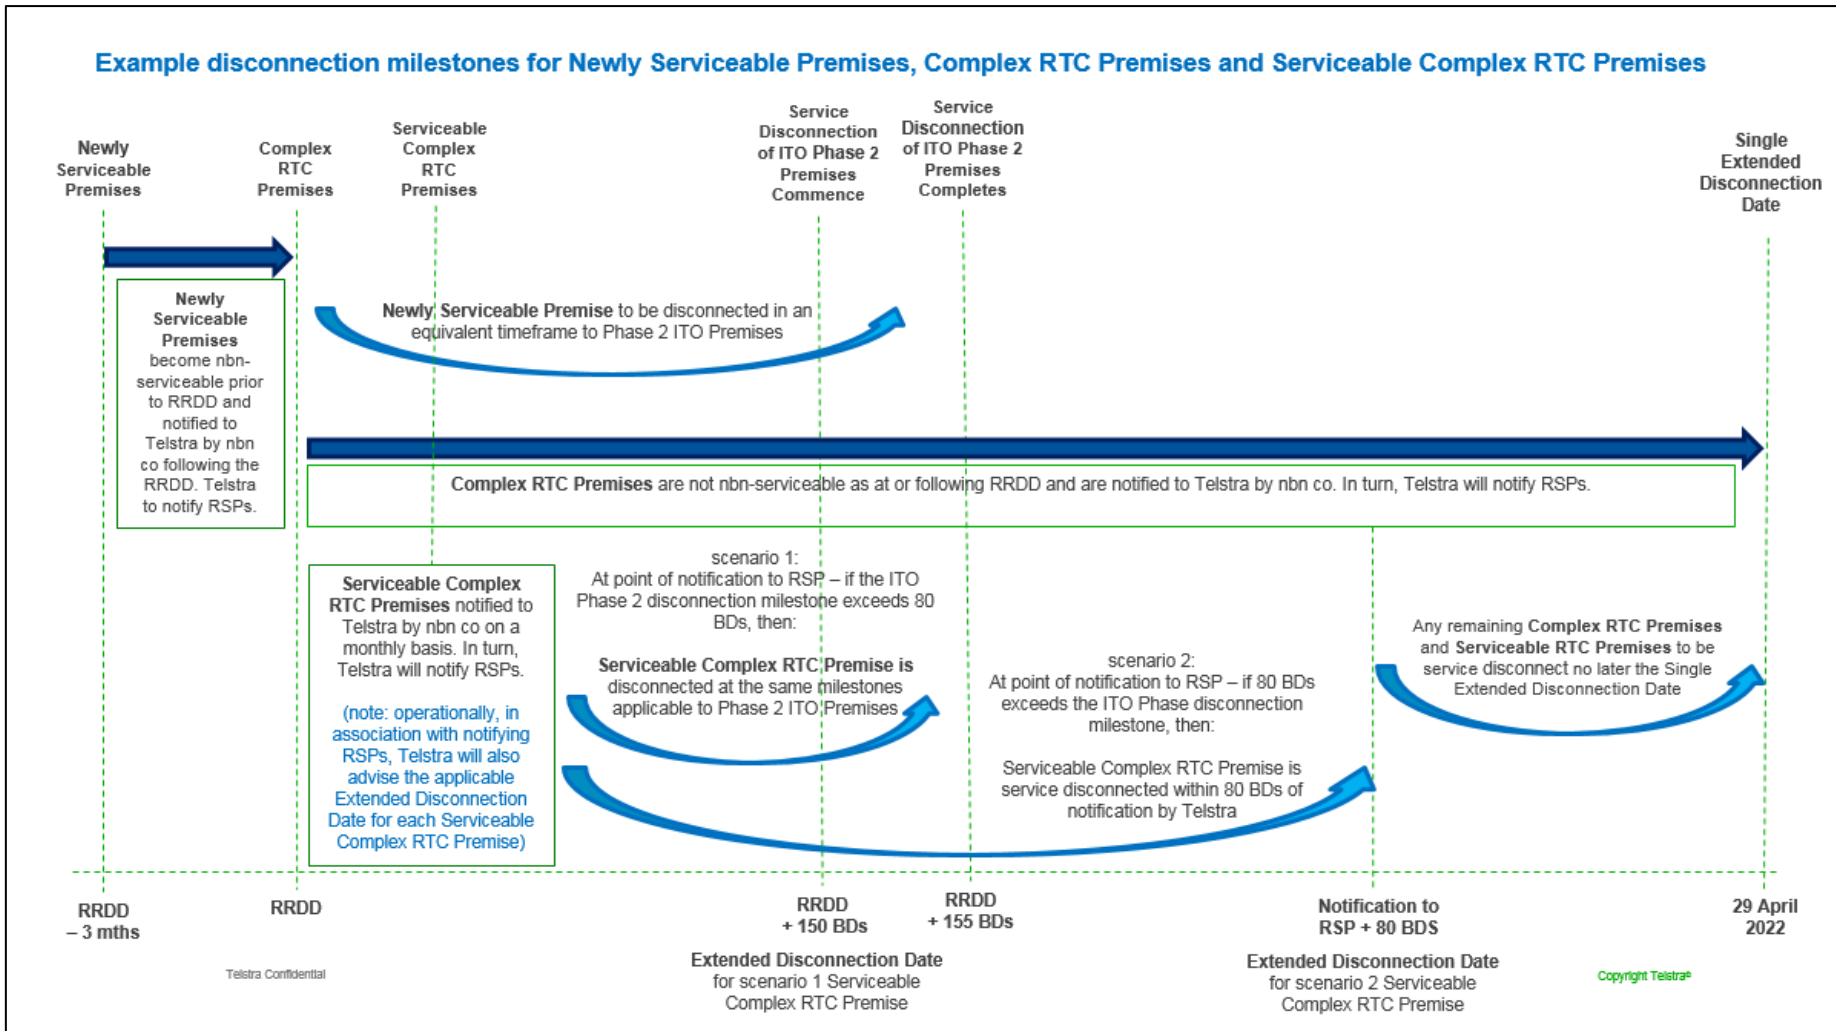 Example disconnection milestones for Newly Serviceable Premises, Complex RTC Premises and Serviceable Complex RTC Premises
Newly
Serviceable
Premises
Complex
RTC
Premises
Serviceable
Complex
RTC
Premises
Service
Disconnection
of ITO Phase 2
Premises
Commence
Service
Disconnection
of ITO Phase 2
Premises
Completes
Single
Extended
Disconnection
Date
Newly
Serviceable
Premises
become nbn-
serviceable prior
to RRDD and
notified to
Telstra by nbn
co following the
RRDD. Telstra
to notify RSPs.
Newly Serviceable Premise to be disconnected in an
equivalent timeframe to Phase 2 ITO Premises
Complex RTC Premises are not nbn-serviceable as at or following RRDD and are notified to Telstra by nbn co. In turn, Telstra will notify RSPs.
Serviceable Complex
RTC Premises notified to
Telstra by nbn co on a
monthly basis. In turn,
Telstra will notify RSPs.
(note: operationally, in
association with notifying
RSPs, Telstra will also
advise the applicable
Extended Disconnection
Date for each Serviceable
Complex RTC Premise)
scenario 1:
At point of notification to RSP – if the ITO
Phase 2 disconnection milestone exceeds 80
BDs, then:
Serviceable Complex RTC Premise is
disconnected at the same milestones
applicable to Phase 2 ITO Premises
scenario 2:
At point of notification to RSP – if 80 BDs
exceeds the ITO Phase disconnection
milestone, then:
Serviceable Complex RTC Premise is
service disconnected within 80 BDs of
notification by Telstra
Any remaining Complex RTC Premises
and Serviceable RTC Premises to be
service disconnect no later the Single
Extended Disconnection Date
RRDD
– 3 mths
RRDD
RRDD
+ 150 BDs
RRDD
+ 155 BDs
Notification to
RSP + 80 BDS
29 April
2022
Extended Disconnection Date
for scenario 1 Serviceable
Complex RTC Premise
Extended Disconnection Date
for scenario 2 Serviceable
Complex RTC Premise
Telstra Confidential
Copyright Telstra©